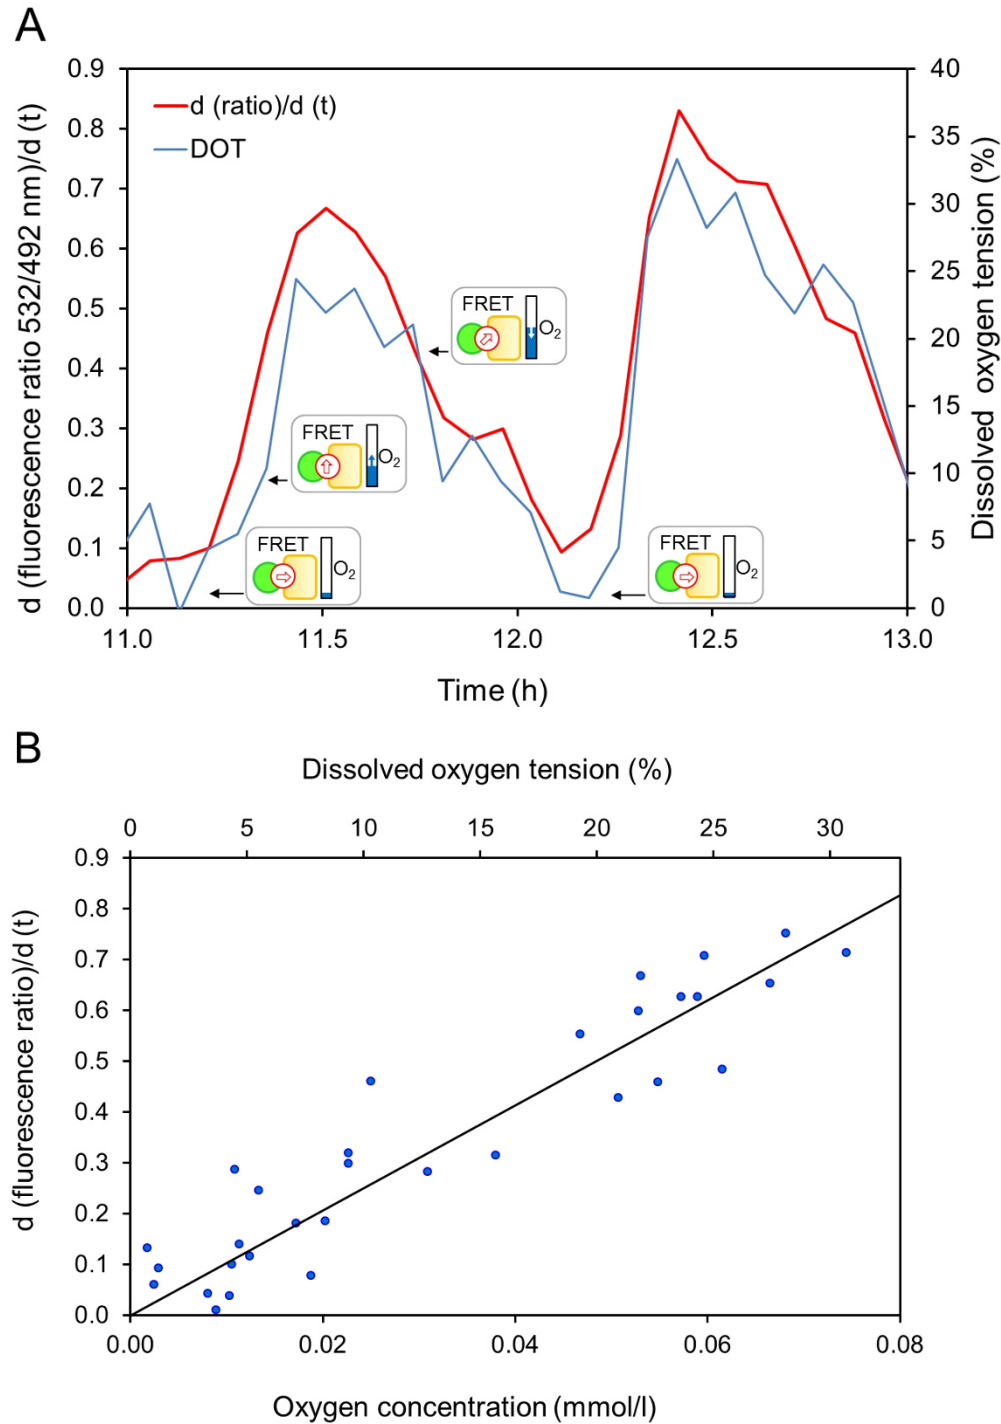 A
d (fluorescence ratio 532/492 nm)/d (t)
0.9
0.8
0.7
0.6
0.5
0.4
0.3
0.2
0.1
0.0
d (ratio)/d (t)
DOT
FRET
O2
FRET
O2
FRET
O2
FRET
O2
40
35
30
25
20
15
10
5
0
Dissolved oxygen tension (%)
11.0 11.5 12.0 12.5 13.0
Time (h)
B
Dissolved oxygen tension (%)
0 5 10 15 20 25 30
d (fluorescence ratio)/d (t)
0.9
0.8
0.7
0.6
0.5
0.4
0.3
0.2
0.1
0.0
0.00 0.02 0.04 0.06 0.08
Oxygen concentration (mmol/l)